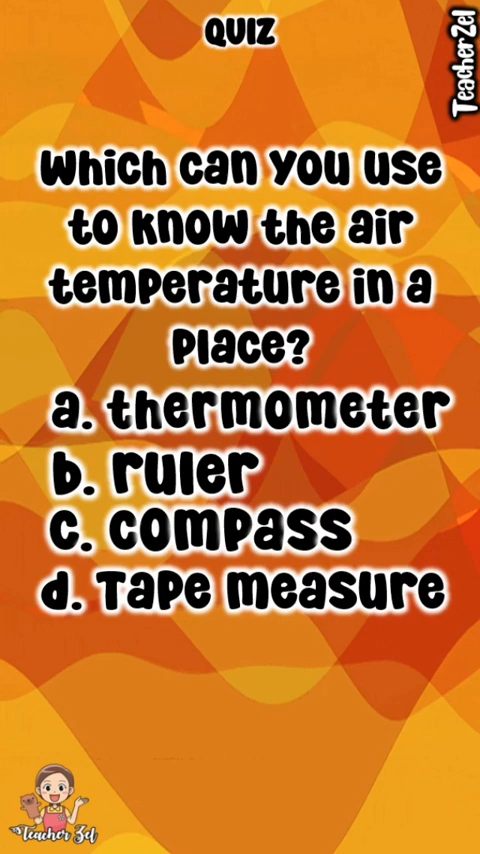 QUIZ
TeacherZel
Which can you use
to know the air
temperature in a
place?
a. thermometer
b. ruler
c. compass
d. Tape measure
Teacher Zel